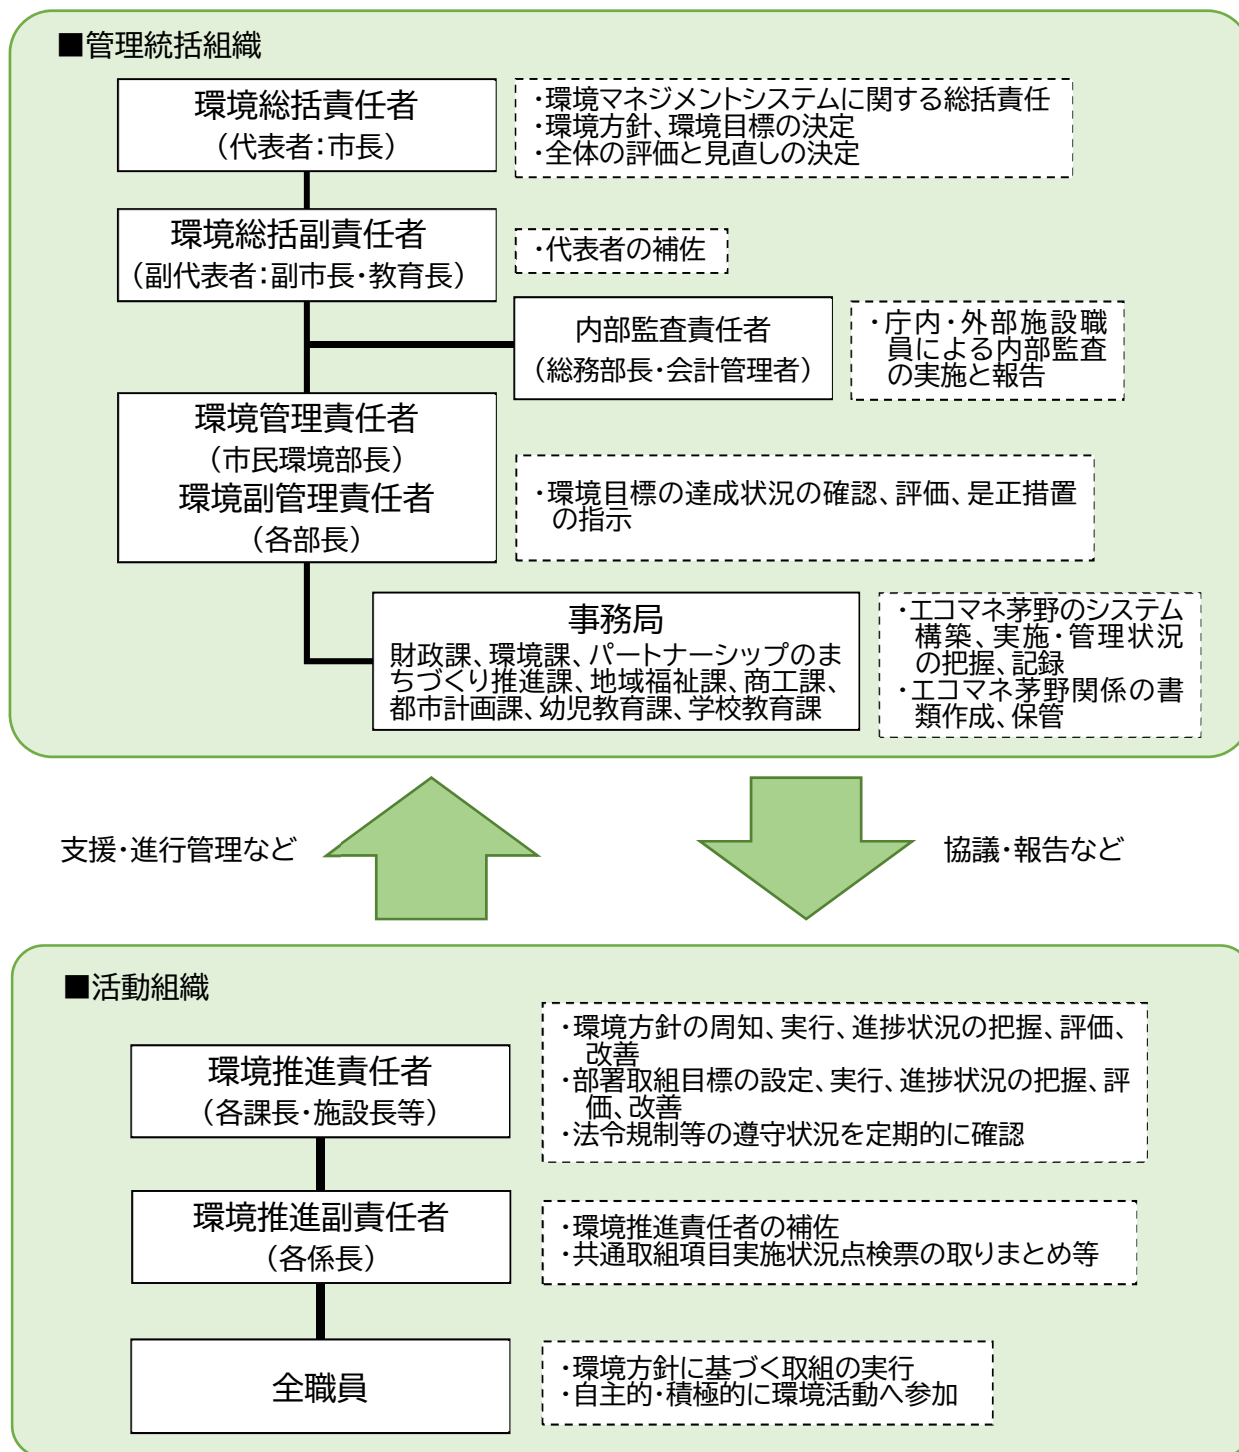 ■管理統括組織
環境総括責任者
（代表者：市長）
・環境マネジメントシステムに関する総括責任
・環境方針、環境目標の決定
・全体の評価と見直しの決定
環境総括副責任者
（副代表者：副市長・教育長）
・代表者の補佐
内部監査責任者
（総務部長・会計管理者）
・庁内・外部施設職
員による内部監査
の実施と報告
環境管理責任者
（市民環境部長）
環境副管理責任者
（各部長）
・環境目標の達成状況の確認、評価、是正措置
の指示
事務局
財政課、環境課、パートナーシップのま
ちづくり推進課、地域福祉課、商工課、
都市計画課、幼児教育課、学校教育課
・エコマネ茅野のシステム
構築、実施・管理状況
の把握、記録
・エコマネ茅野関係の書
類作成、保管
支援・進行管理など
協議・報告など
■活動組織
環境推進責任者
（各課長・施設長等）
・環境方針の周知、実行、進捗状況の把握、評価、
改善
・部署取組目標の設定、実行、進捗状況の把握、評
価、改善
・法令規制等の遵守状況を定期的に確認
環境推進副責任者
（各係長）
・環境推進責任者の補佐
・共通取組項目実施状況点検票の取りまとめ等
全職員
・環境方針に基づく取組の実行
・自主的・積極的に環境活動へ参加